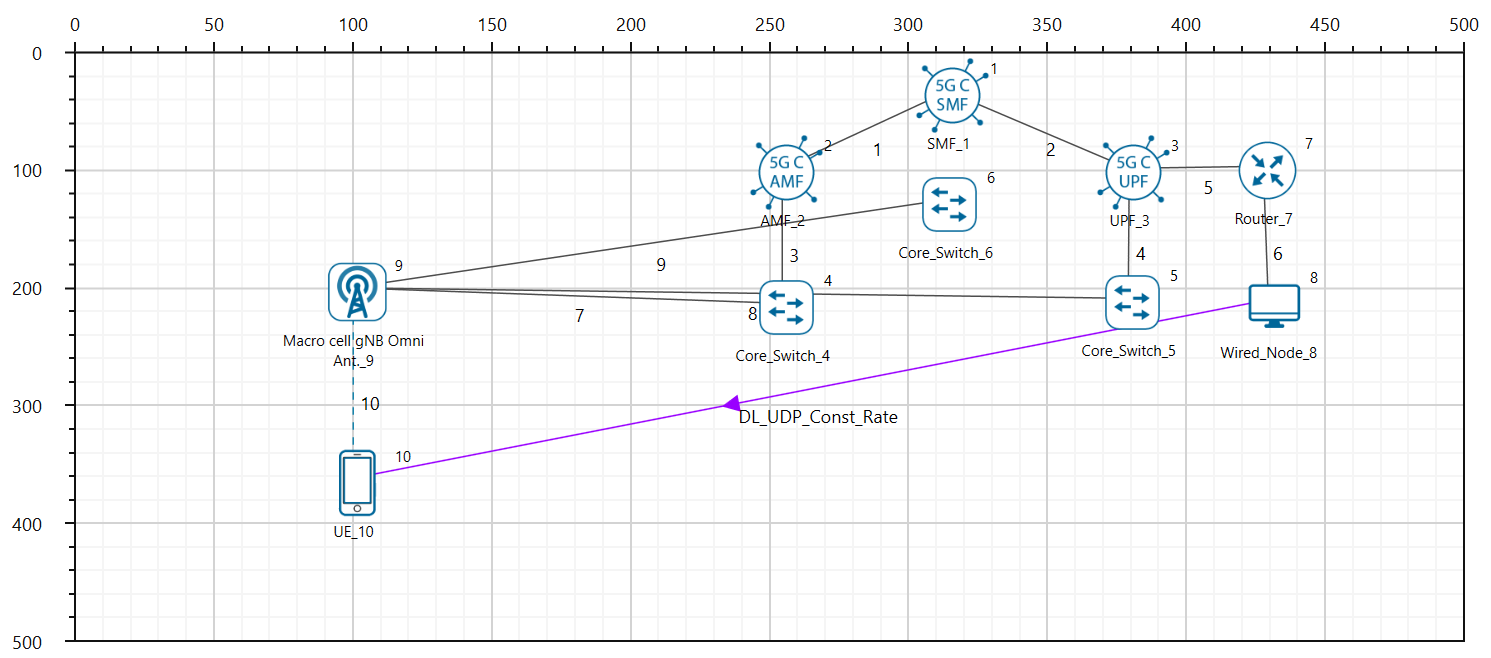 0 50 100 150 200 250 300 350 400 450 500
0
100
200
300
400
500
5G C
SMF
1
SMF_1
5G C
AMF
2
AMF_2
1
2
5G C
UPF
3
UPF_3
5
7
Router_7
6
Core_Switch_6
9
3
4
6
9
Macro cell gNB Omni
Ant._9
7
8
4
Core_Switch_4
5
Core_Switch_5
8
Wired_Node_8
10
DL_UDP_Const_Rate
10
UE_10